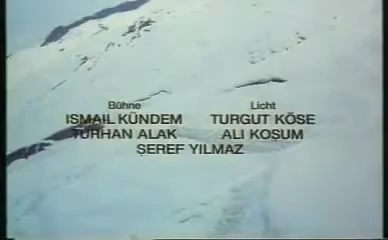 Bühne Licht
ISMAIL KÜNDEM TURGUT KÖSE
TURHAN ALAK ALI KOSUM
ŞEREF YILMAZ